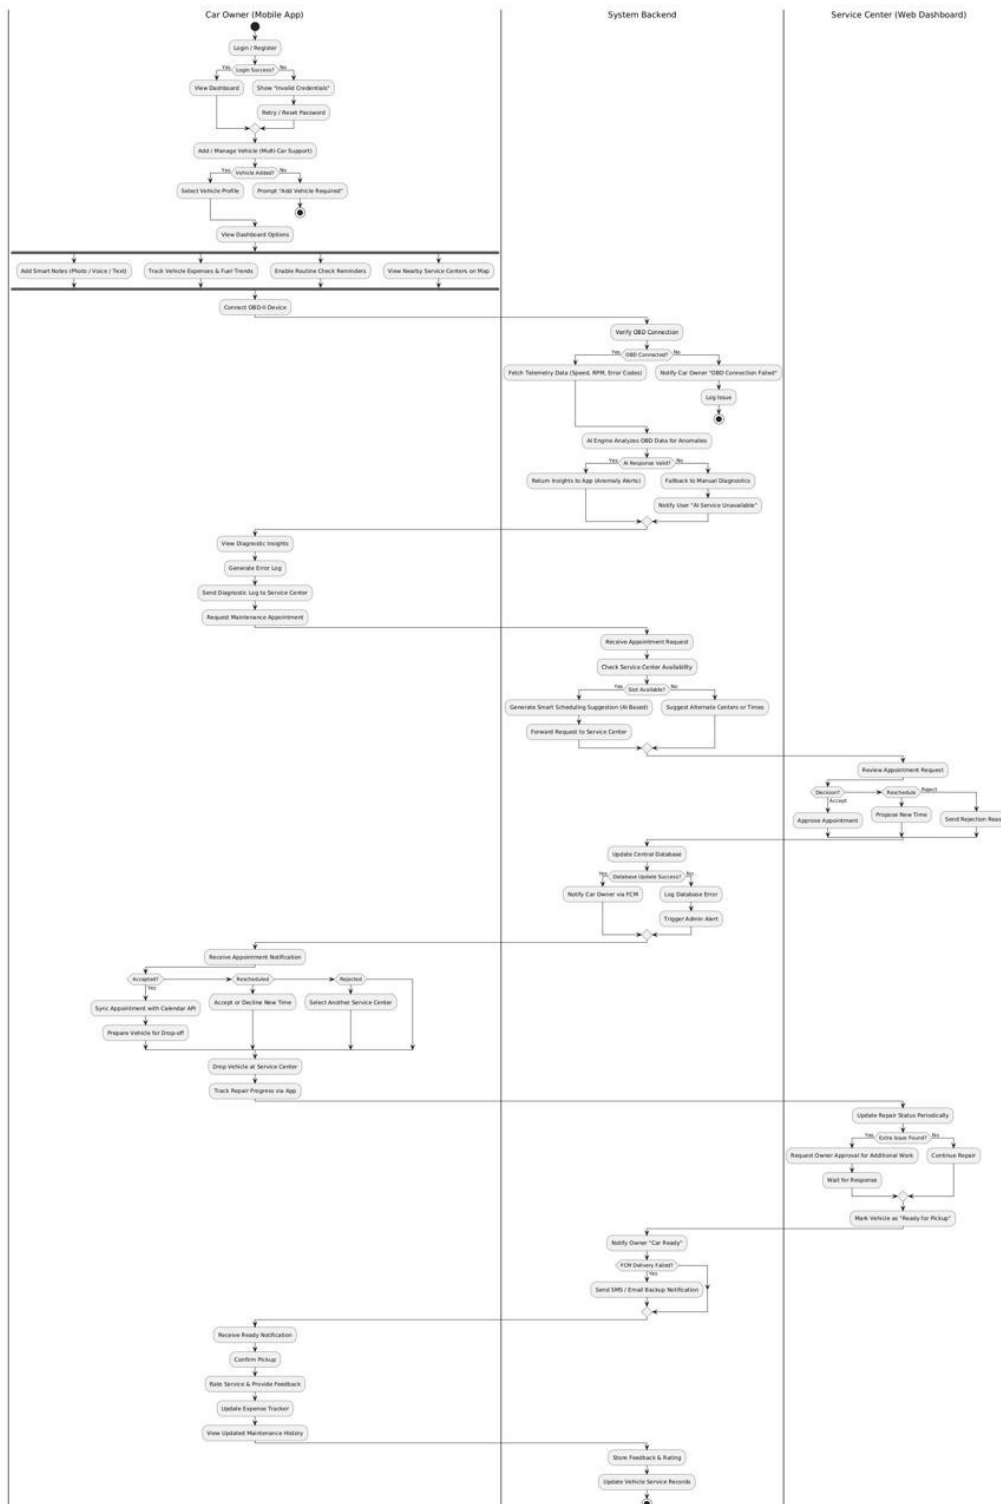 Car Owner (Mobile App)
System Backend
Service Center (Web Dashboard)
Login / Register
Yes
Login Success?
No
View Dashboard
Show "Invalid Credentials"
Retry / Reset Password
Add / Manage Vehicle (Multi-Car Support)
Yes
Vehicle Added?
No
Select Vehicle Profile
Prompt "Add Vehicle Required"
View Dashboard Options
Add Smart Notes (Photo / Voice / Text)
Track Vehicle Expenses & Fuel Trends
Enable Routine Check Reminders
View Nearby Service Centers on Map
Connect OBD-II Device
Verify OBD Connection
Yes
OBD Connected?
No
Fetch Telemetry Data (Speed, RPM, Error Codes)
Notify Car Owner "OBD Connection Failed"
Log Issue
AI Engine Analyzes OBD Data for Anomalies
Yes
AI Response Valid?
No
Return Insights to App (Anomaly Alerts)
Fallback to Manual Diagnostics
Notify User "AI Service Unavailable"
View Diagnostic Insights
Generate Error Log
Send Diagnostic Log to Service Center
Request Maintenance Appointment
Receive Appointment Request
Check Service Center Availability
Yes
Slot Available?
No
Generate Smart Scheduling Suggestion (AI Based)
Suggest Alternate Centers or Times
Forward Request to Service Center
Review Appointment Request
Decision?
Reschedule
Reject
Accept
Approve Appointment
Propose New Time
Send Rejection Reas
Update Central Database
Yes
Database Update Success?
No
Notify Car Owner via FCM
Log Database Error
Trigger Admin Alert
Receive Appointment Notification
Accepted?
Rescheduled
Rejected
Yes
Sync Appointment with Calendar API
Accept or Decline New Time
Select Another Service Center
Prepare Vehicle for Drop-off
Drop Vehicle at Service Center
Track Repair Progress via App
Update Repair Status Periodically
Yes
Extra Issue Found?
No
Request Owner Approval for Additional Work
Continue Repair
Wait for Response
Mark Vehicle as "Ready for Pickup"
Notify Owner "Car Ready"
FCM Delivery Failed?
Yes
Send SMS / Email Backup Notification
Receive Ready Notification
Confirm Pickup
Rate Service & Provide Feedback
Update Expense Tracker
View Updated Maintenance History
Store Feedback & Rating
Update Vehicle Service Records